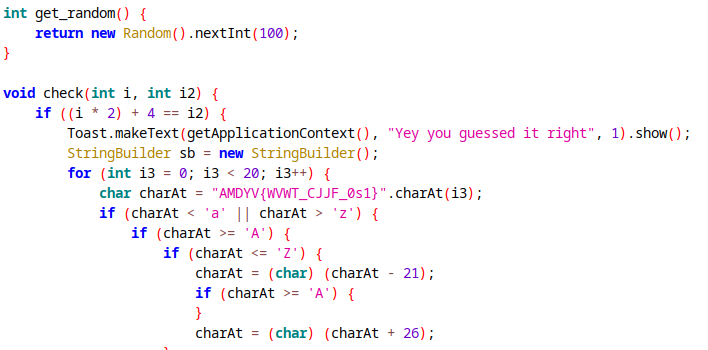 int get_random() {
    return new Random().nextInt(100);
}

void check(int i, int i2) {
    if ((i * 2) + 4 == i2) {
        Toast.makeText(getApplicationContext(), "Yey you guessed it right", 1).show();
        StringBuilder sb = new StringBuilder();
        for (int i3 = 0; i3 < 20; i3++) {
            char charAt = "AMDYV{WVWT_CJJF_0s1}".charAt(i3);
            if (charAt < 'a' || charAt > 'z') {
                if (charAt >= 'A') {
                    if (charAt <= 'Z') {
                        charAt = (char) (charAt - 21);
                        if (charAt >= 'A') {
                        }
                        charAt = (char) (charAt + 26);